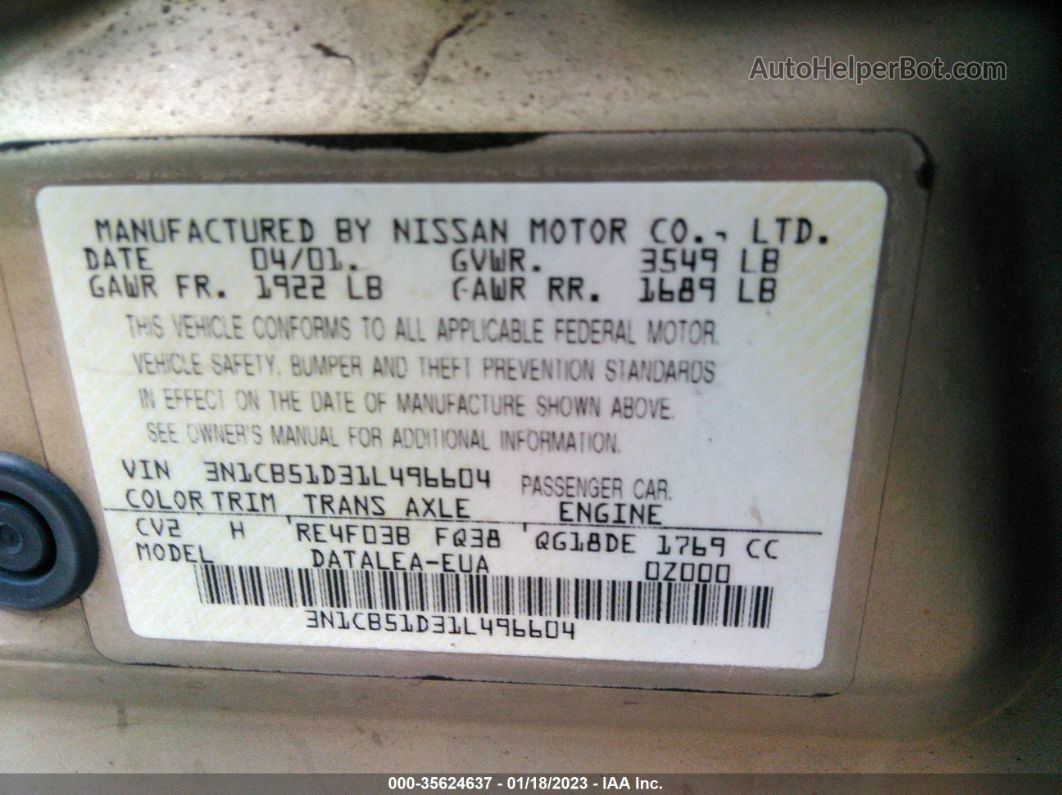 AutoHelperBot.com
MANUFACTURED BY NISSAN MOTOR CO., LTD.
DATE 04/01. GVWR. 3549 LB
GAWR FR. 1922 LB GAWR RR. 1689 LB
THIS VEHICLE CONFORMS TO ALL APPLICABLE FEDERAL MOTOR.
VEHICLE SAFETY, BUMPER AND THEFT PREVENTION STANDARDS
IN EFFECT ON THE DATE OF MANUFACTURE SHOWN ABOVE.
SEE OWNER'S MANUAL FOR ADDITIONAL INFORMATION.
VIN 3N1CB51D31L496604 PASSENGER CAR.
COLOR TRIM TRANS AXLE ENGINE
CV2 H RE4F03B FQ38 QG18DE 1769 CC
MODEL DATALEA-EUA 0Z000
3N1CB51D31L496604
000-35624637 - 01/18/2023 - IAA Inc.